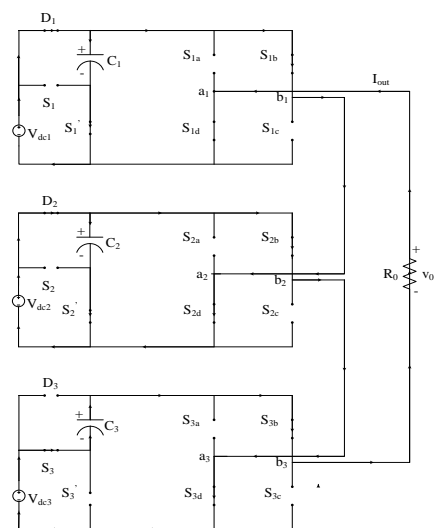 D1
+
C1
-
S1a
S1b
Iout
S1
a1
b1
S1'
S1d
S1c
Vdc1
D2
+
C2
-
S2a
S2b
S2
a2
b2
R0
+
v0
-
Vdc2
S2'
S2d
S2c
D3
+
C3
-
S3a
S3b
S3
a3
b3
Vdc3
S3'
S3d
S3c